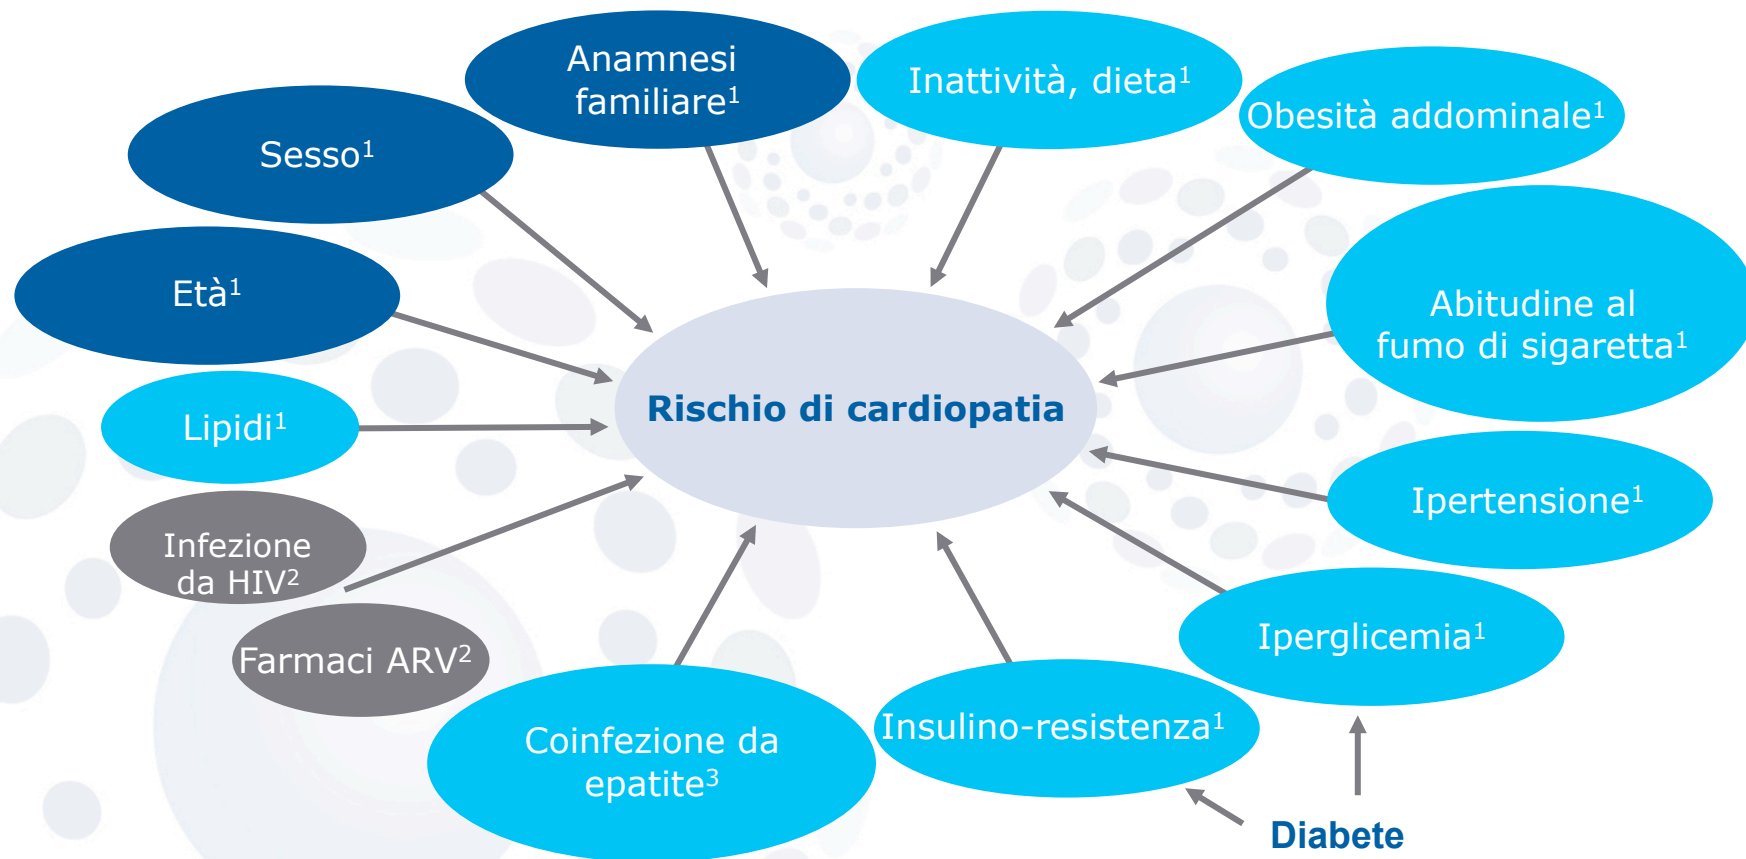 Anamnesi
familiare¹
Inattività, dieta¹
Obesità addominale¹
Sesso¹
Età¹
Abitudine al
fumo di sigaretta¹
Rischio di cardiopatia
Lipidi¹
Ipertensione¹
Infezione
da HIV²
Farmaci ARV²
Iperglicemia¹
Coinfezione da
epatite³
Insulino-resistenza¹
Diabete